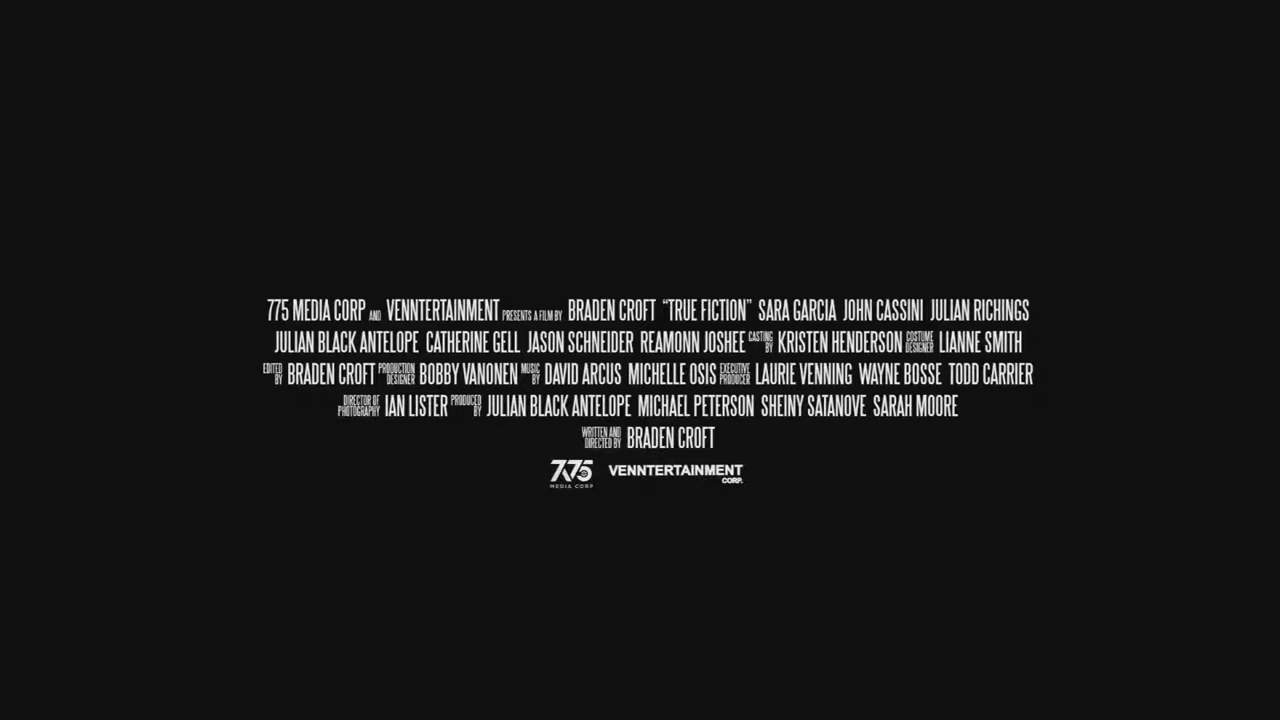 775 MEDIA CORP AND VENNTERTAINMENT PRESENTS A FILM BY BRADEN CROFT “TRUE FICTION” SARA GARCIA JOHN CASSINI JULIAN RICHINGS
JULIAN BLACK ANTELOPE CATHERINE GELL JASON SCHNEIDER REAMONN JOSHEE CASTING BY KRISTEN HENDERSON COSTUME DESIGNER LIANNE SMITH
EDITED BY BRADEN CROFT PRODUCTION DESIGNER BOBBY VANONEN MUSIC BY DAVID ARCUS MICHELLE OSIS EXECUTIVE PRODUCER LAURIE VENNING WAYNE BOSSE TODD CARRIER
DIRECTOR OF PHOTOGRAPHY IAN LISTER PRODUCED BY JULIAN BLACK ANTELOPE MICHAEL PETERSON SHEINY SATANOVE SARAH MOORE
WRITTEN AND DIRECTED BY BRADEN CROFT
775 VENNTERTAINMENT
MEDIA CORP CORP.